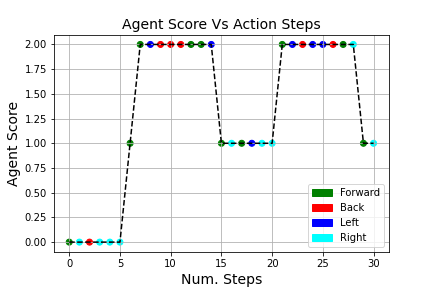 Agent Score Vs Action Steps
Agent Score
2.00
1.75
1.50
1.25
1.00
0.75
0.50
0.25
0.00
Forward
Back
Left
Right
0 5 10 15 20 25 30
Num. Steps